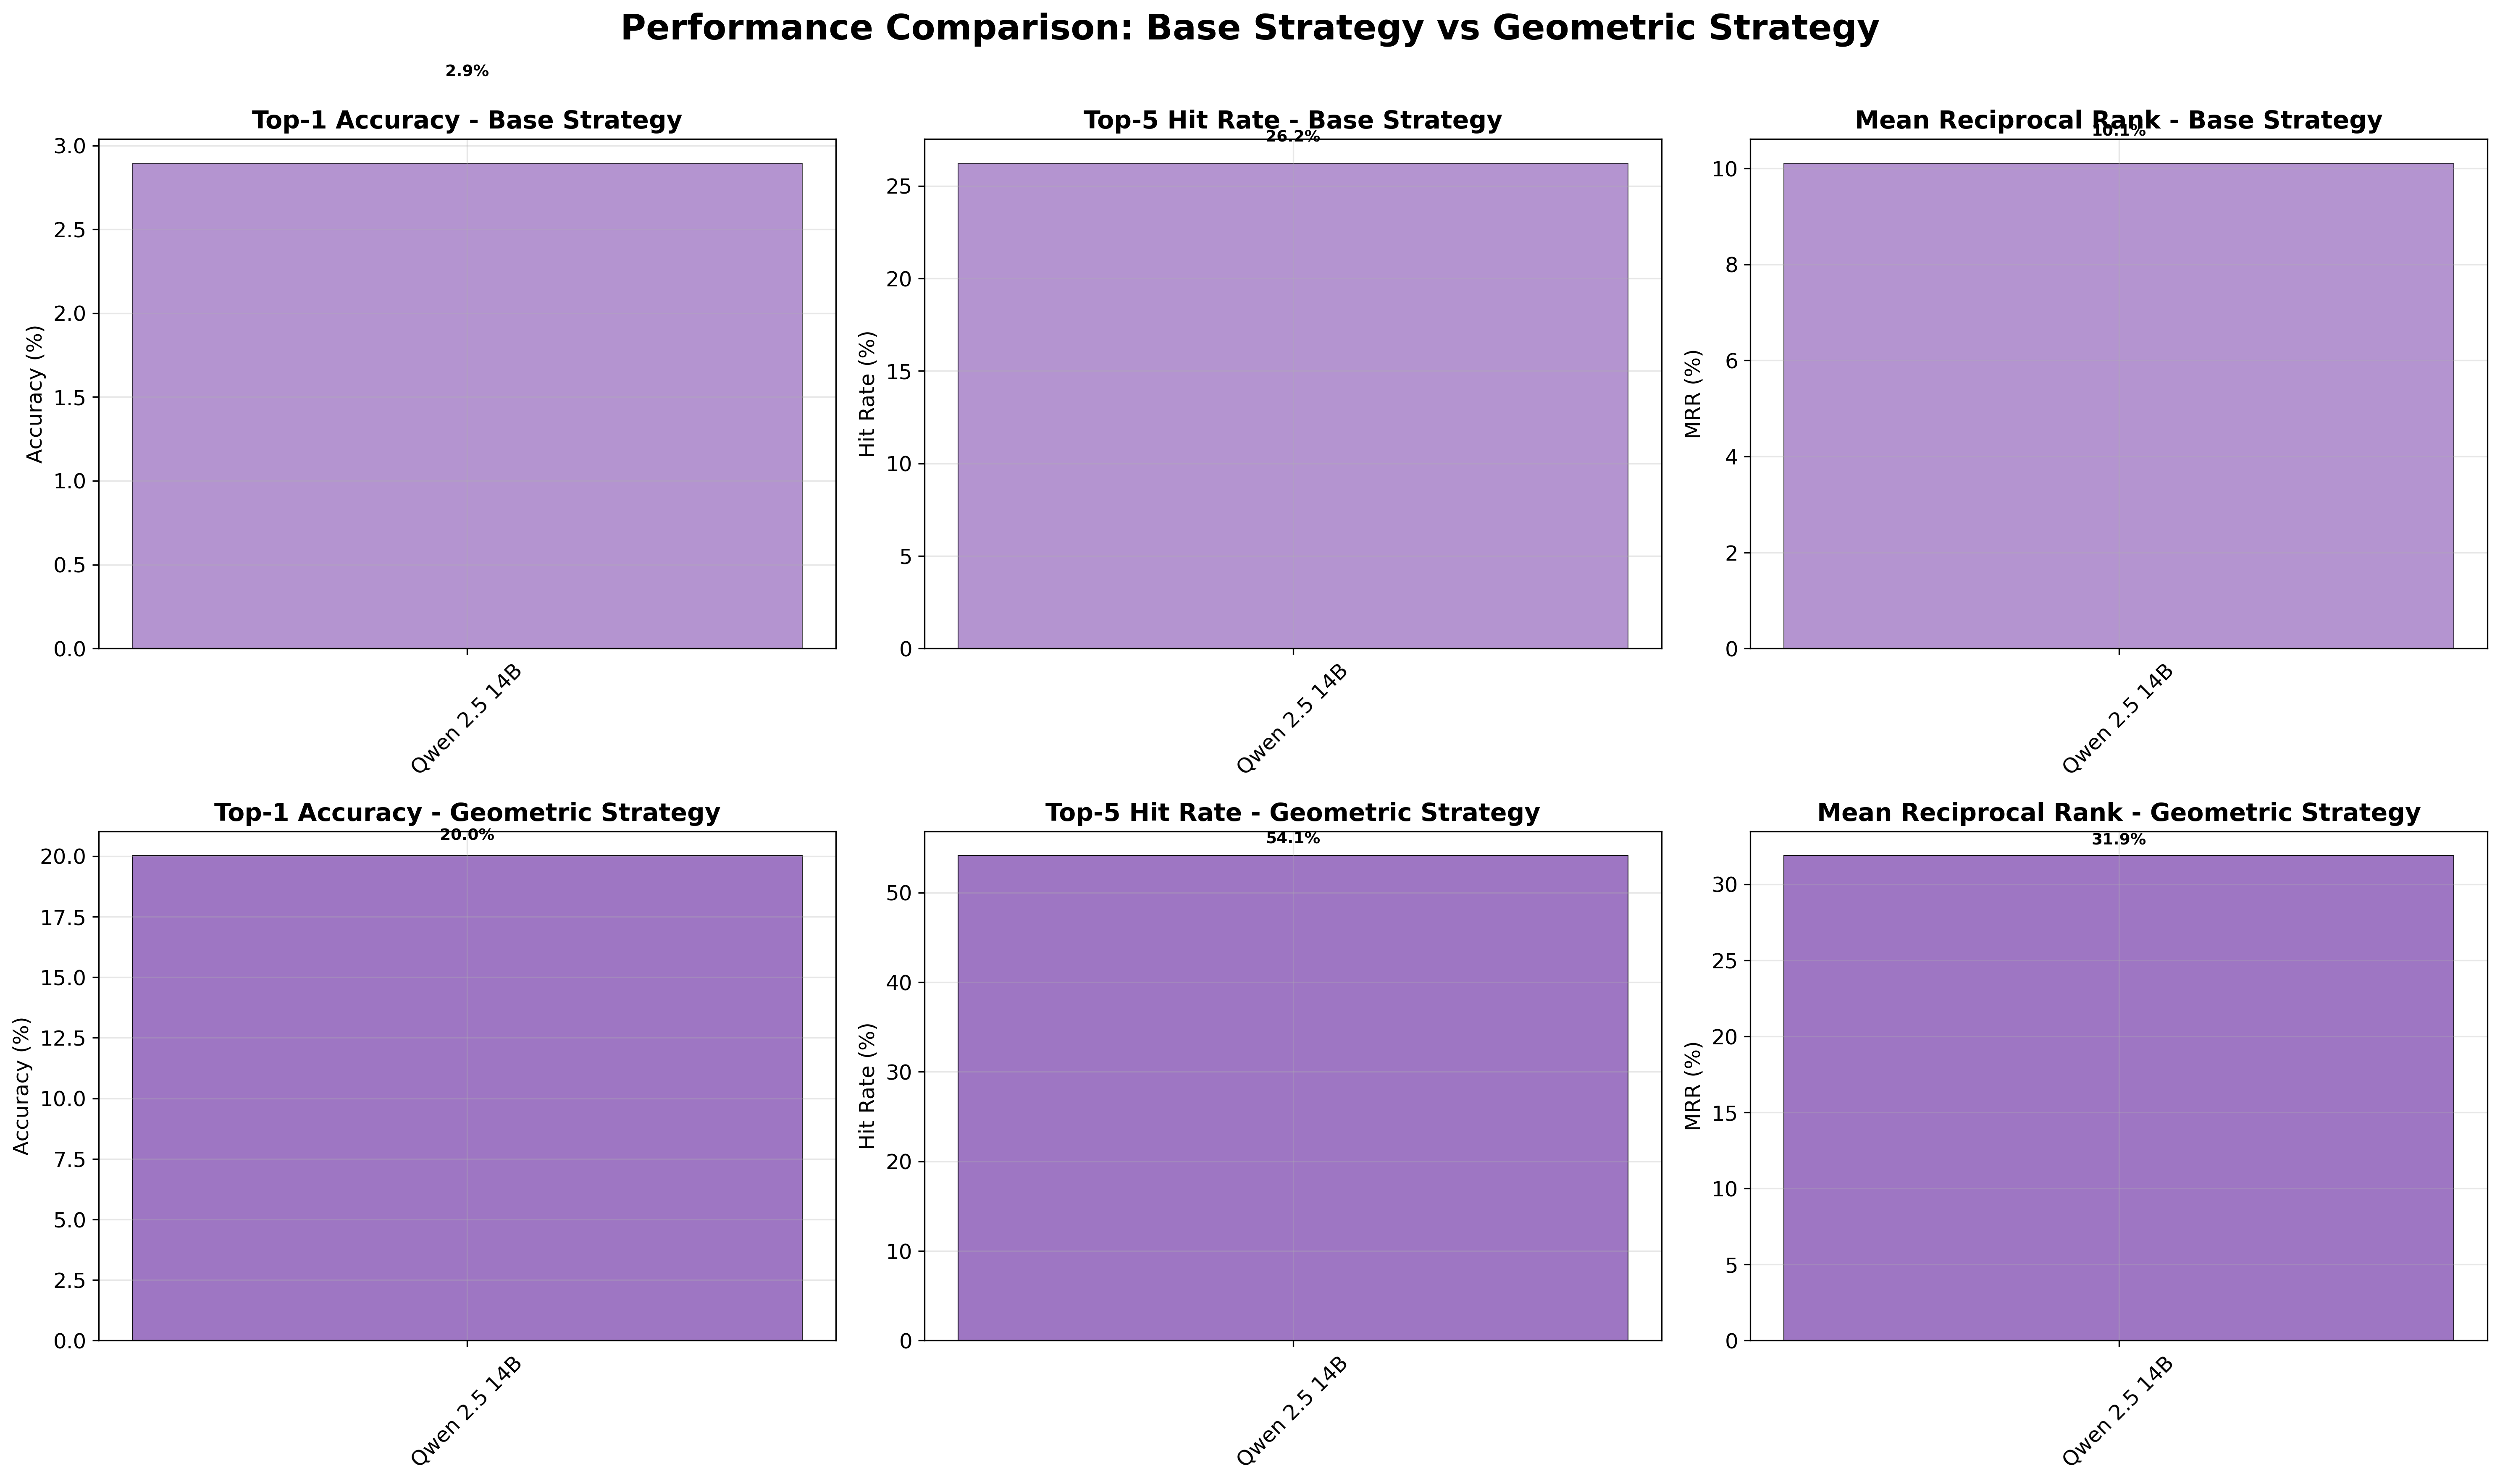 Performance Comparison: Base Strategy vs Geometric Strategy
2.9%
Top-1 Accuracy - Base Strategy
3.0
2.5
2.0
1.5
1.0
0.5
0.0
Accuracy (%)
Qwen 2.5 14B
Top-5 Hit Rate - Base Strategy
26.2%
25
20
15
10
5
0
Hit Rate (%)
Qwen 2.5 14B
Mean Reciprocal Rank - Base Strategy
10.1%
10
8
6
4
2
0
MRR (%)
Qwen 2.5 14B
Top-1 Accuracy - Geometric Strategy
20.0%
20.0
17.5
15.0
12.5
10.0
7.5
5.0
2.5
0.0
Accuracy (%)
Qwen 2.5 14B
Top-5 Hit Rate - Geometric Strategy
54.1%
50
40
30
20
10
0
Hit Rate (%)
Qwen 2.5 14B
Mean Reciprocal Rank - Geometric Strategy
31.9%
30
25
20
15
10
5
0
MRR (%)
Qwen 2.5 14B